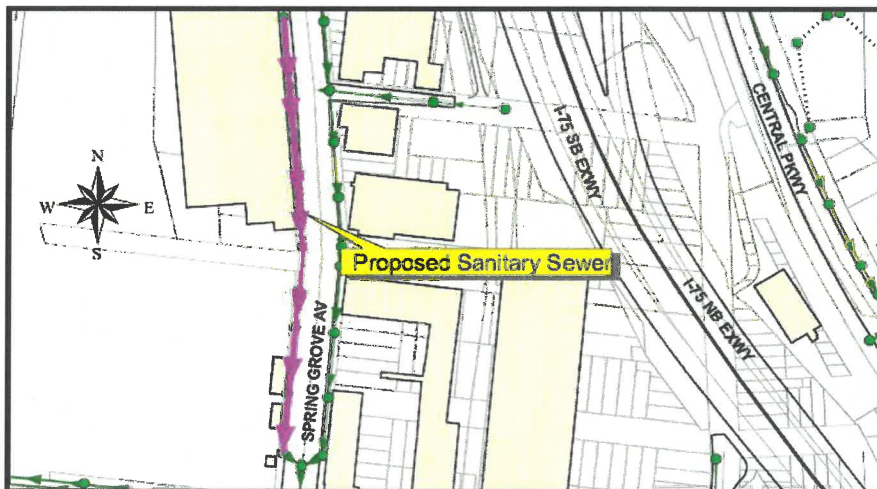 N
W E
S
I-75 SB EXWY
CENTRAL PKWY
Proposed Sanitary Sewer
I-75 NB EXWY
SPRING GROVE AV